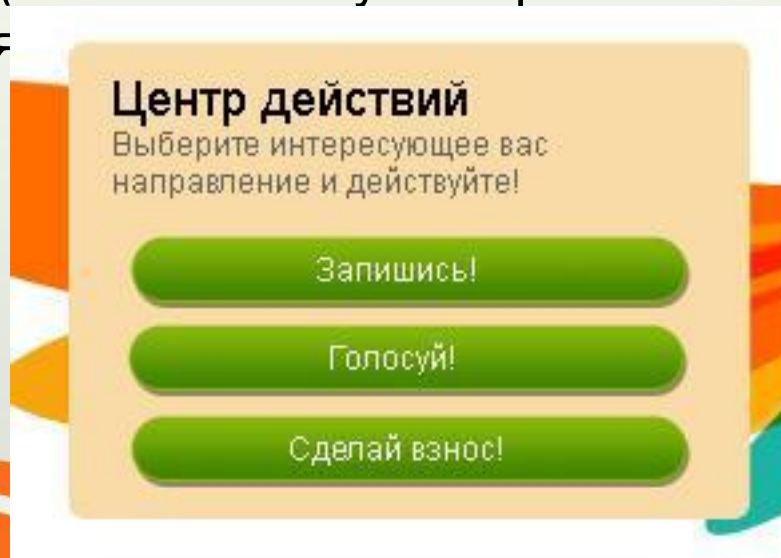 Центр действий
Выберите интересующее вас
направление и действуйте!
Запишись!
Голосуй!
Сделай взнос!